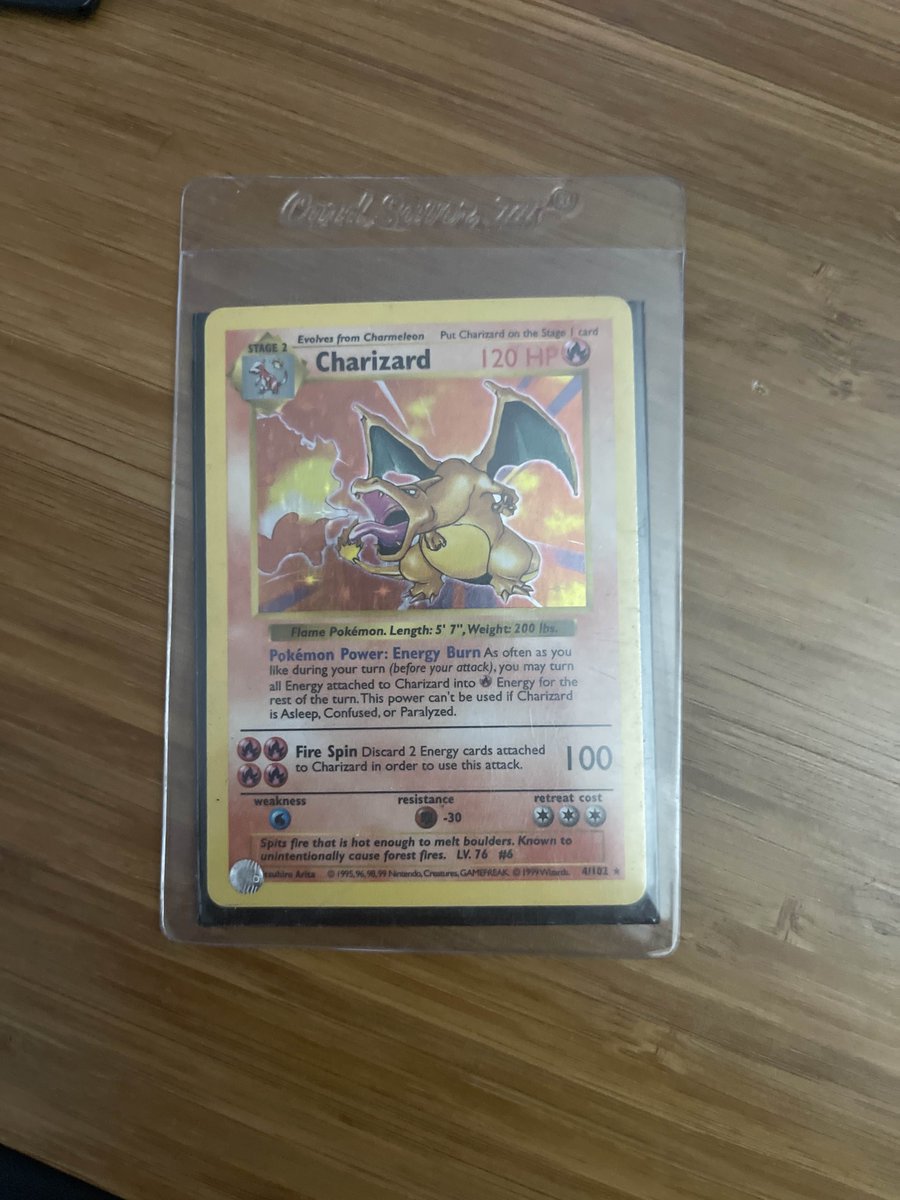 Card Saver
Evolves from Charmeleon Put Charizard on the Stage 1 card
STAGE 2
Charizard 120 HP
Flame Pokémon. Length: 5' 7", Weight: 200 lbs.
Pokémon Power: Energy Burn As often as you
like during your turn (before your attack), you may turn
all Energy attached to Charizard into Energy for the
rest of the turn. This power can't be used if Charizard
is Asleep, Confused, or Paralyzed.
Fire Spin Discard 2 Energy cards attached
to Charizard in order to use this attack. 100
weakness resistance retreat cost
-30
Spits fire that is hot enough to melt boulders. Known to
unintentionally cause forest fires. LV. 76 #6
tsuhiro Arita © 1995, 96, 98, 99 Nintendo, Creatures, GAMEFREAK. © 1999 Wizards. 4/102 ★